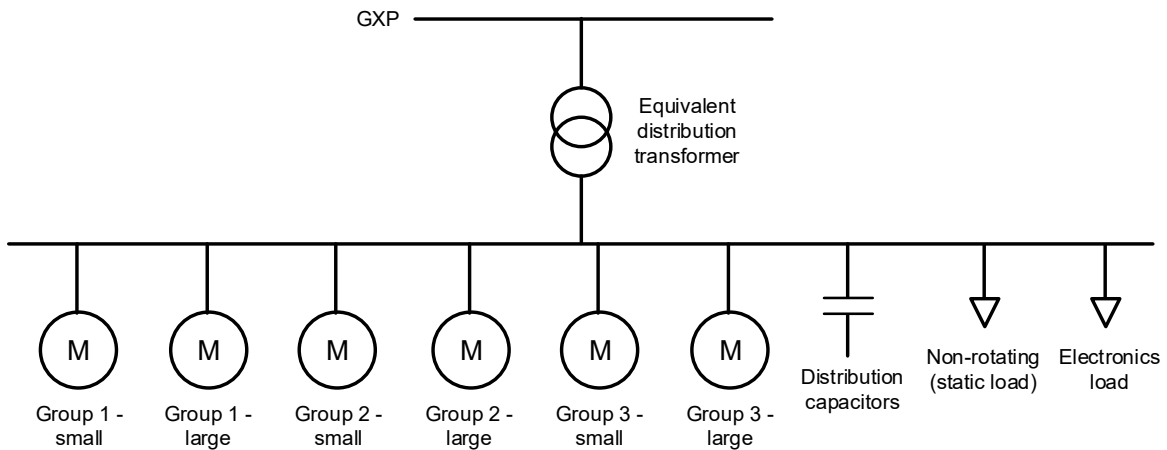 GXP
Equivalent
distribution
transformer
M
M
M
M
M
M
Group 1 -
small
Group 1 -
large
Group 2 -
small
Group 2 -
large
Group 3 -
small
Group 3 -
large
Distribution
capacitors
Non-rotating
(static load)
Electronics
load